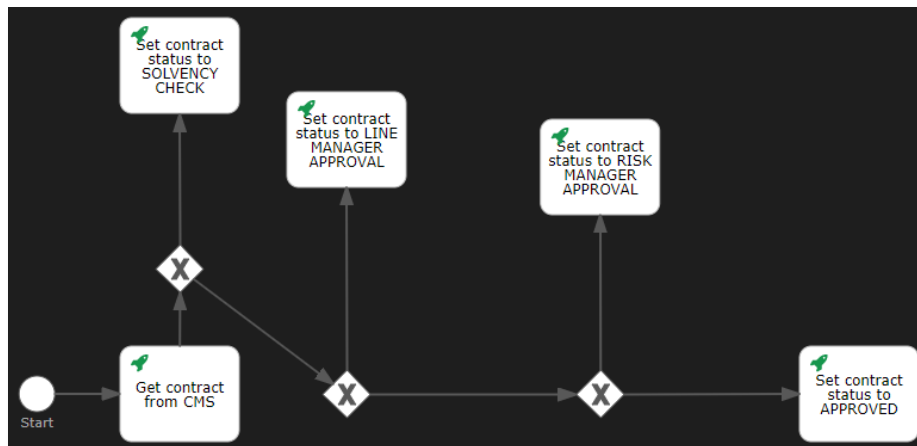 Set contract
status to
SOLVENCY
CHECK
Set contract
status to LINE
MANAGER
APPROVAL
Set contract
status to RISK
MANAGER
APPROVAL
X
X
X
Start
Get contract
from CMS
Set contract
status to
APPROVED